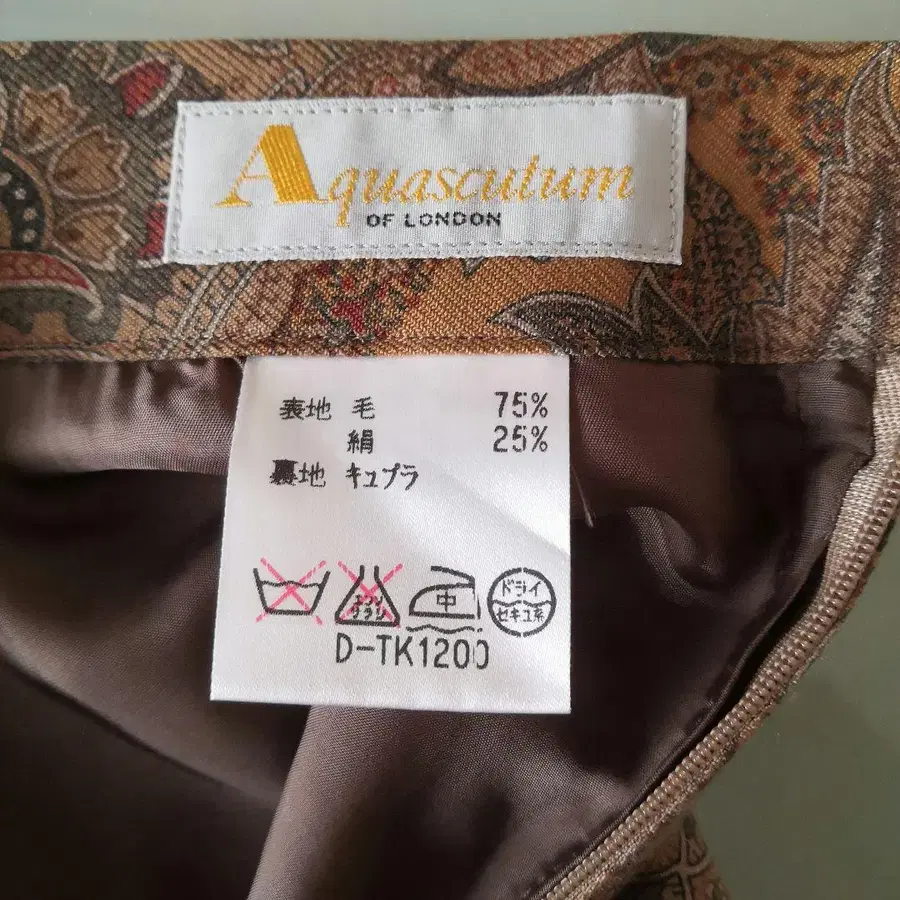 Aquascutum
OF LONDON
表地 毛 75%
絹 25%
裏地 キュプラ
エンソ
サラシ
中
ドライ
セキユ系
D-TK1200